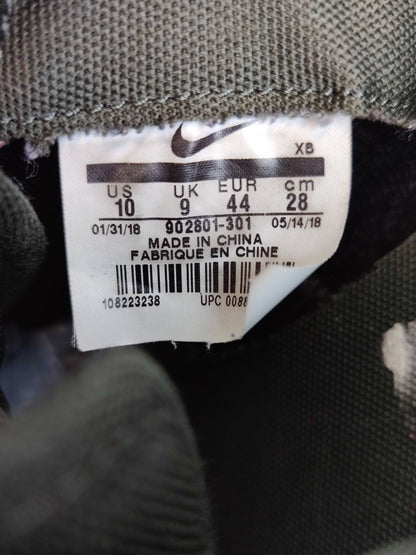 XB
US UK EUR cm
10 9 44 28
01/31/18 902801-301 05/14/18
MADE IN CHINA
FABRIQUE EN CHINE
108223238 UPC 0088